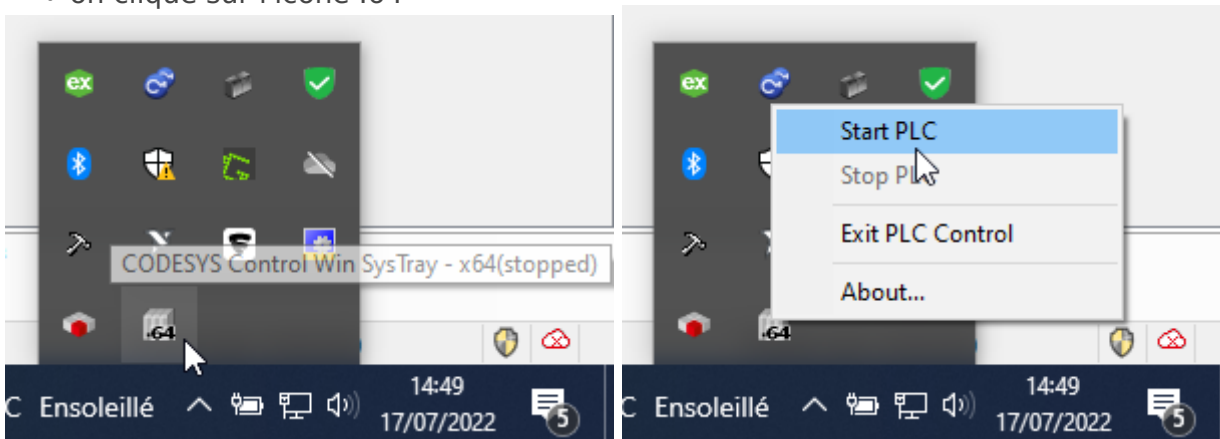 on clique sur l'icône .64
ex
CODESYS Control Win SysTray - x64(stopped)
.64
C Ensoleillé
14:49
17/07/2022
5
ex
Start PLC
Stop PLC
Exit PLC Control
About...
.64
C Ensoleillé
14:49
17/07/2022
5